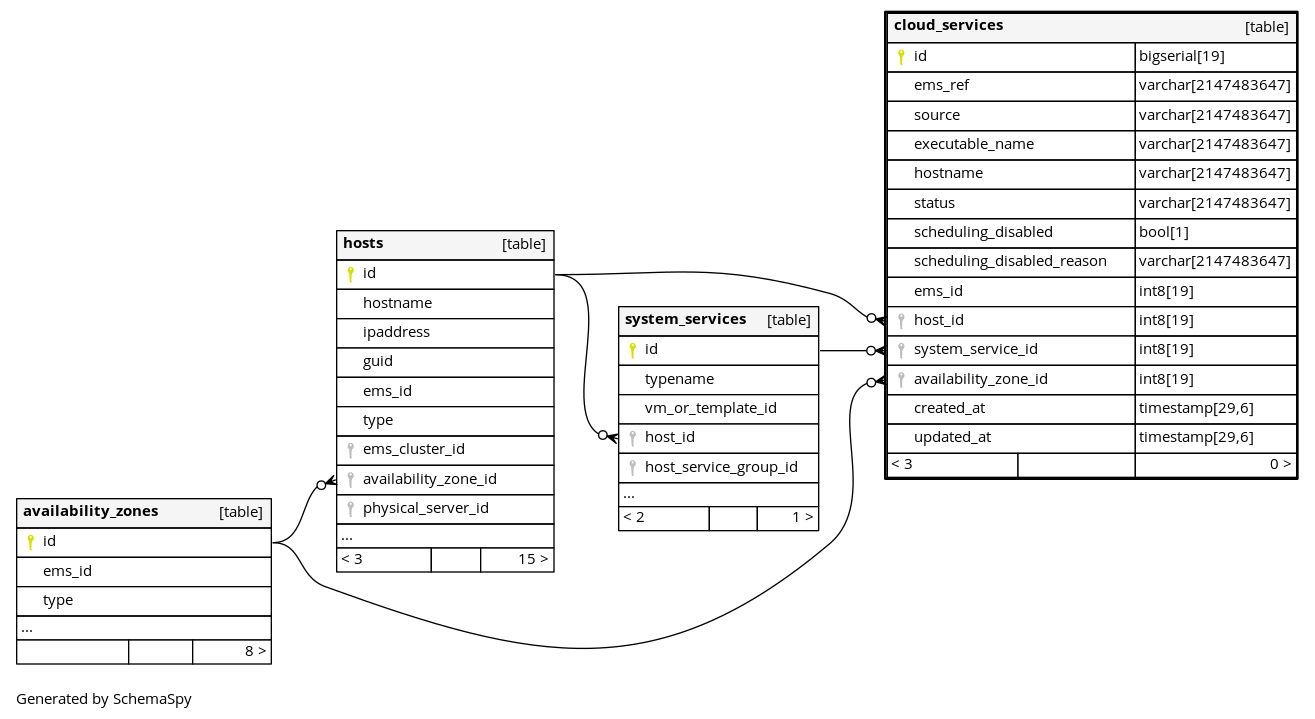 cloud_services [table]
id bigserial[19]
ems_ref varchar[2147483647]
source varchar[2147483647]
executable_name varchar[2147483647]
hostname varchar[2147483647]
status varchar[2147483647]
scheduling_disabled bool[1]
scheduling_disabled_reason varchar[2147483647]
ems_id int8[19]
host_id int8[19]
system_service_id int8[19]
availability_zone_id int8[19]
created_at timestamp[29,6]
updated_at timestamp[29,6]
< 3 0 >
hosts [table]
id
hostname
ipaddress
guid
ems_id
type
ems_cluster_id
availability_zone_id
physical_server_id
...
< 3 15 >
system_services [table]
id
typename
vm_or_template_id
host_id
host_service_group_id
...
< 2 1 >
availability_zones [table]
id
ems_id
type
...
8 >
Generated by SchemaSpy